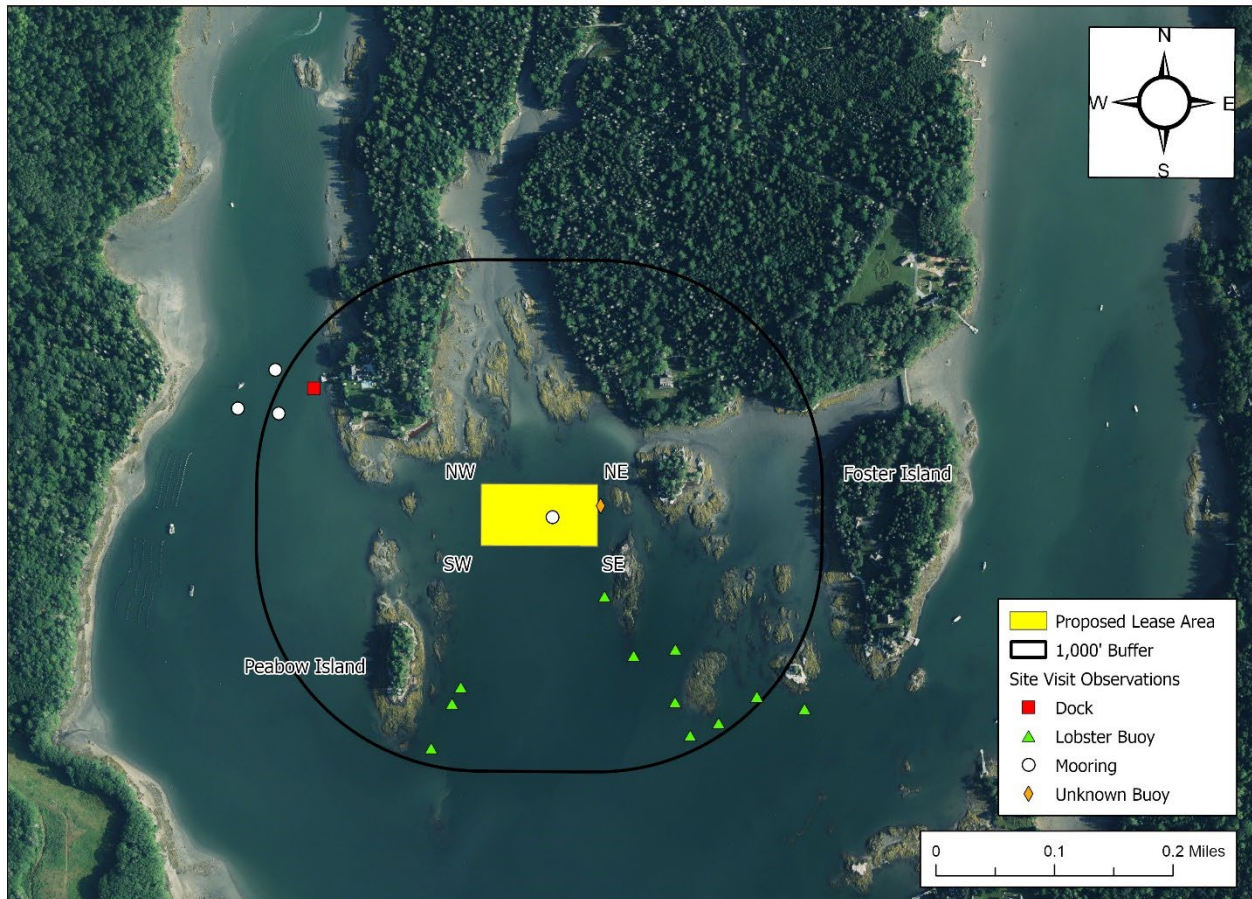 N
W E
S
NW NE
Foster Island
SW SE
Peabow Island
Proposed Lease Area
1,000' Buffer
Site Visit Observations
Dock
Lobster Buoy
Mooring
Unknown Buoy
0 0.1 0.2 Miles